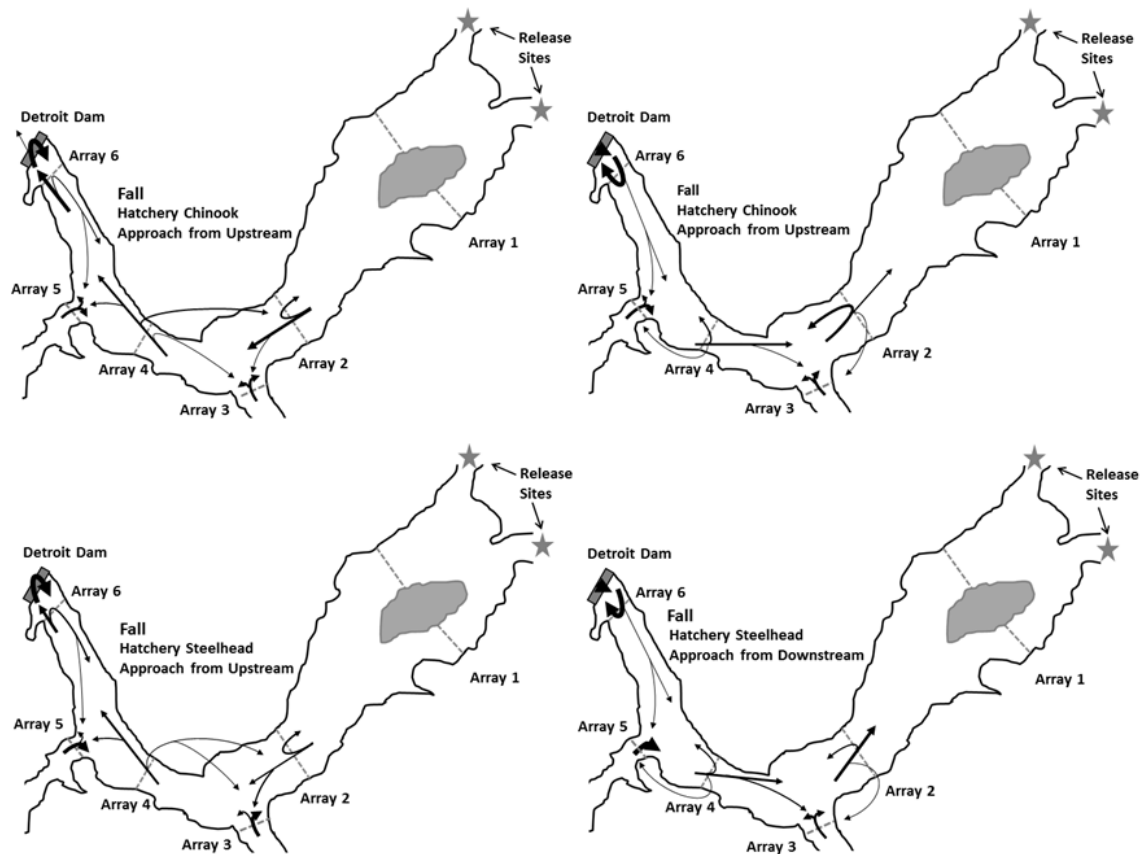 Release
Sites
Detroit Dam
Array 6
Fall
Hatchery Chinook
Approach from Upstream
Array 1
Array 5
Array 4
Array 2
Array 3
Release
Sites
Detroit Dam
Array 6
Fall
Hatchery Chinook
Approach from Upstream
Array 1
Array 5
Array 4
Array 2
Array 3
Release
Sites
Detroit Dam
Array 6
Fall
Hatchery Steelhead
Approach from Upstream
Array 1
Array 5
Array 4
Array 2
Array 3
Release
Sites
Detroit Dam
Array 6
Fall
Hatchery Steelhead
Approach from Downstream
Array 1
Array 5
Array 4
Array 2
Array 3